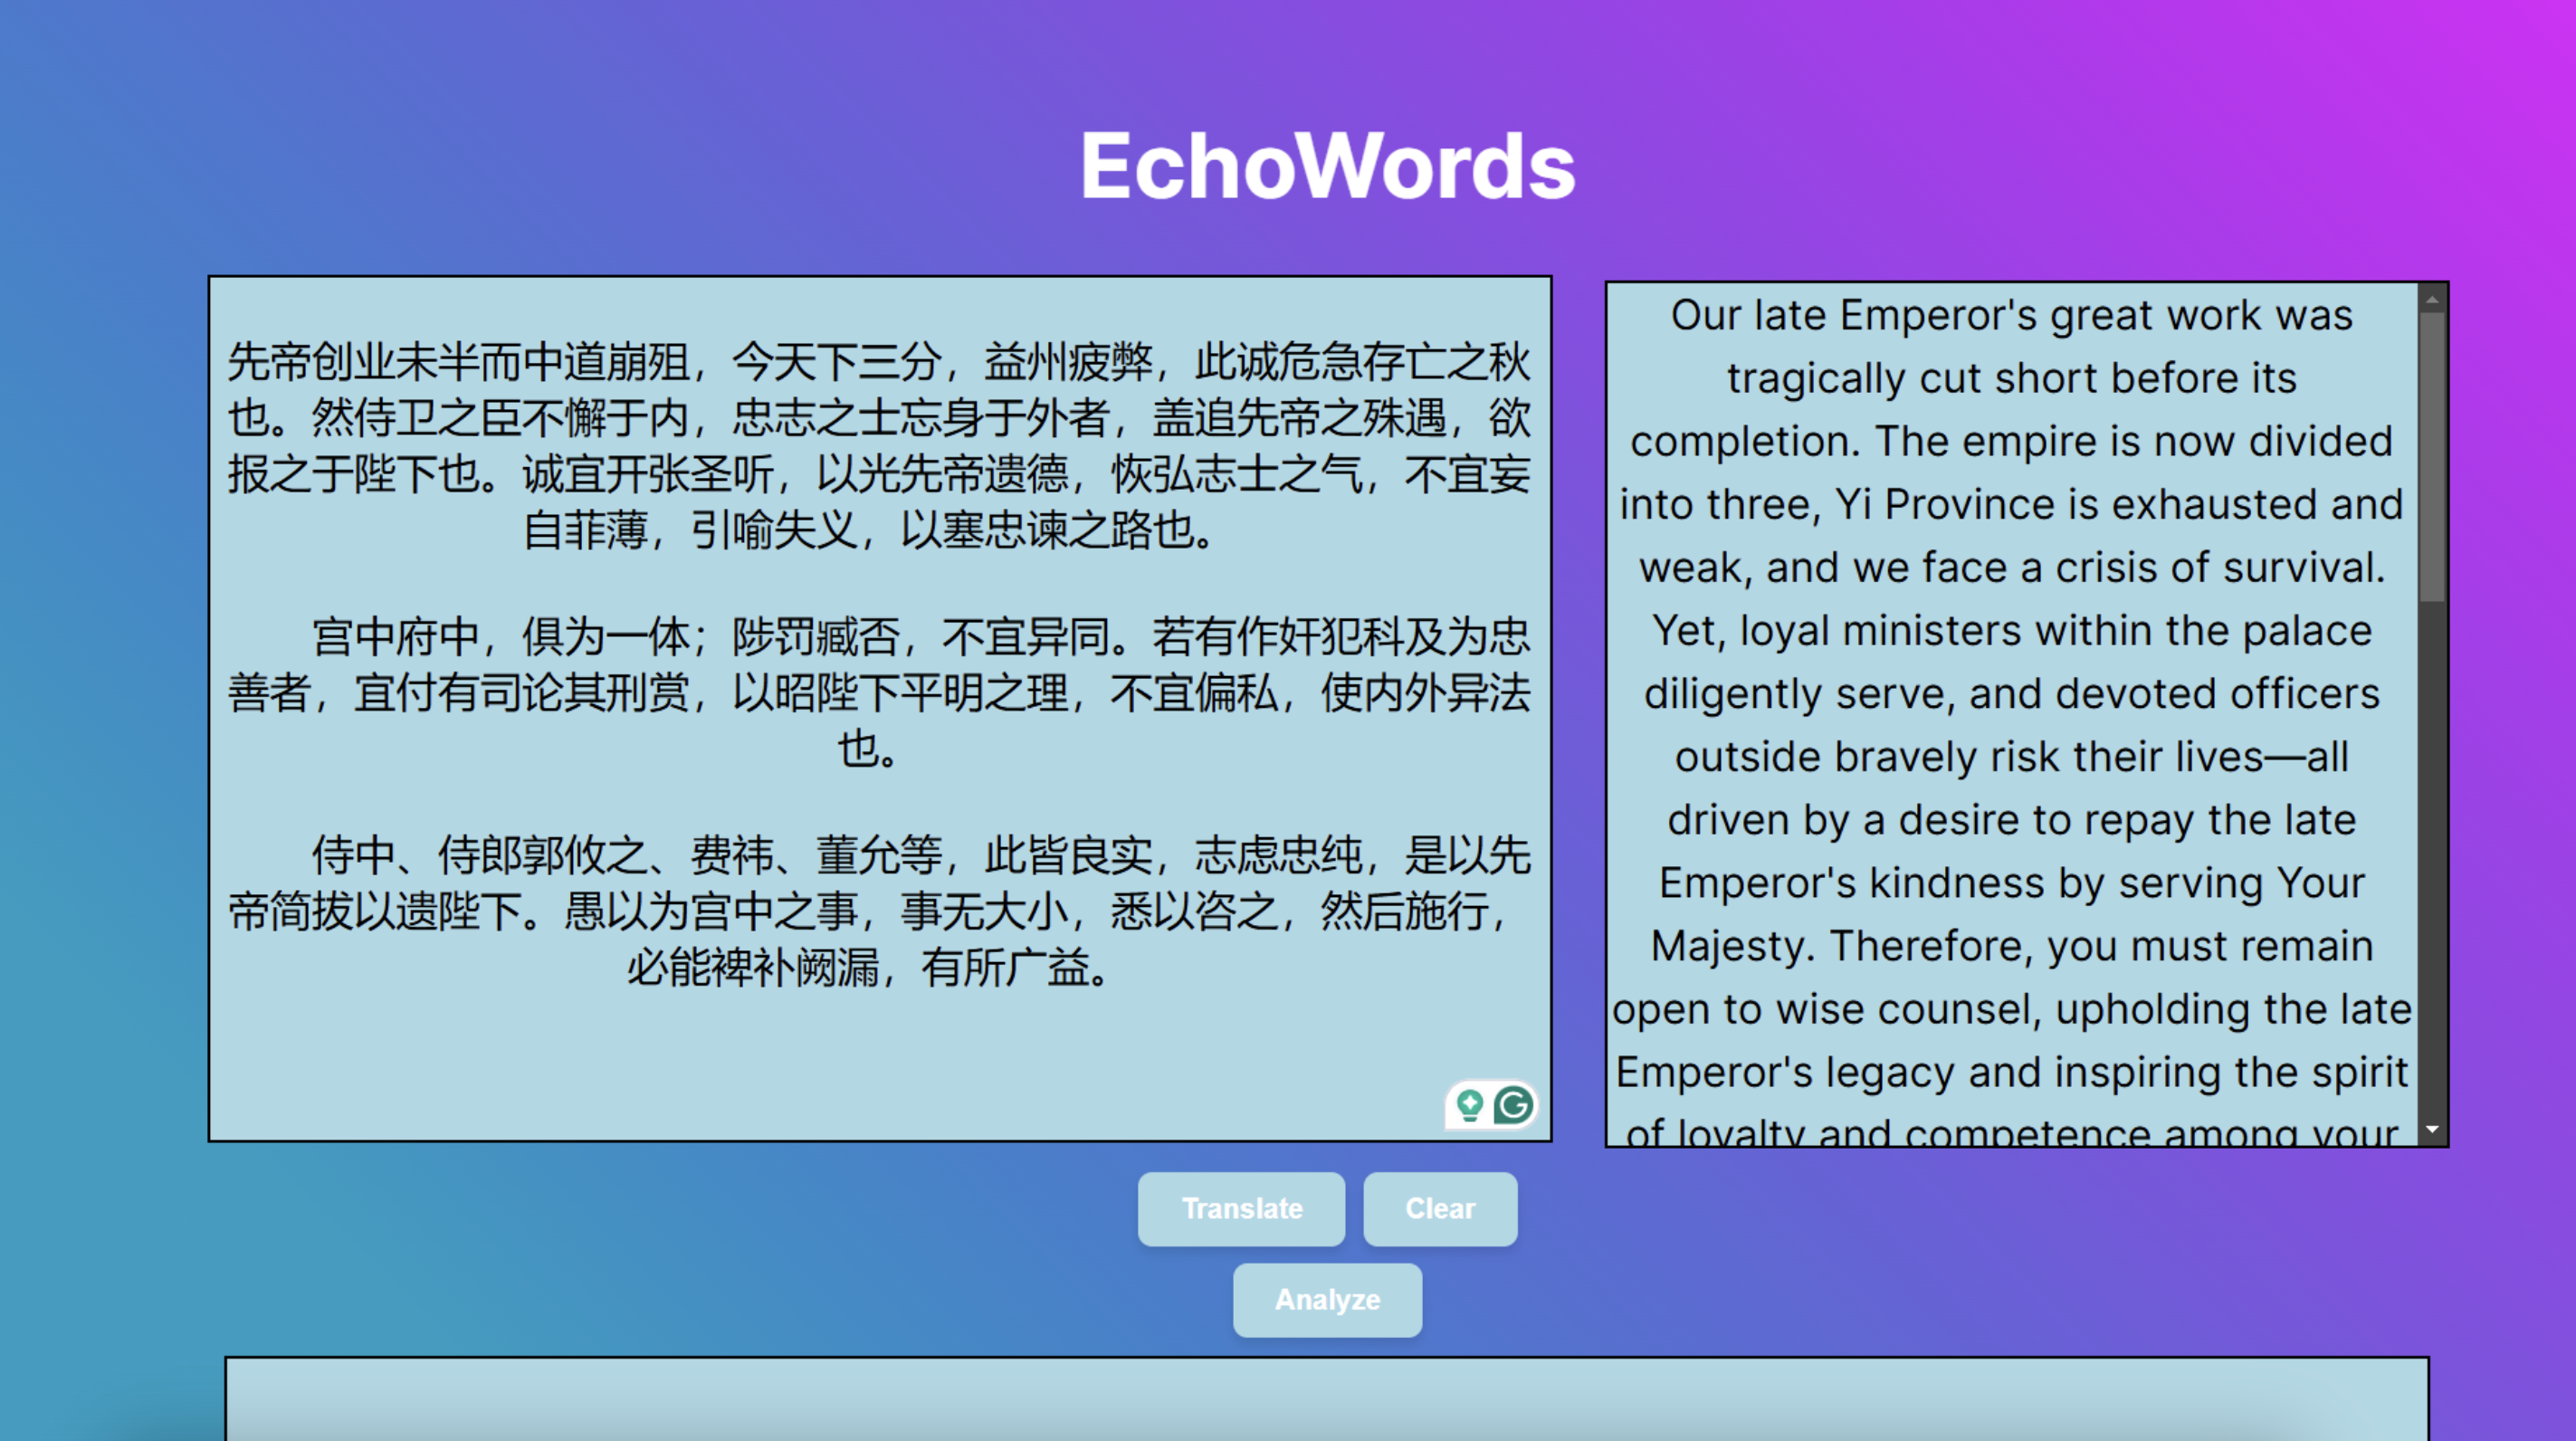 EchoWords
先帝创业未半而中道崩殂，今天下三分，益州疲弊，此诚危急存亡之秋
也。然侍卫之臣不懈于内，忠志之士忘身于外者，盖追先帝之殊遇，欲
报之于陛下也。诚宜开张圣听，以光先帝遗德，恢弘志士之气，不宜妄
自菲薄，引喻失义，以塞忠谏之路也。
宫中府中，俱为一体；陟罚臧否，不宜异同。若有作奸犯科及为忠
善者，宜付有司论其刑赏，以昭陛下平明之理，不宜偏私，使内外异法
也。
侍中、侍郎郭攸之、费祎、董允等，此皆良实，志虑忠纯，是以先
帝简拔以遗陛下。愚以为宫中之事，事无大小，悉以咨之，然后施行，
必能裨补阙漏，有所广益。
Our late Emperor's great work was
tragically cut short before its
completion. The empire is now divided
into three, Yi Province is exhausted and
weak, and we face a crisis of survival.
Yet, loyal ministers within the palace
diligently serve, and devoted officers
outside bravely risk their lives—all
driven by a desire to repay the late
Emperor's kindness by serving Your
Majesty. Therefore, you must remain
open to wise counsel, upholding the late
Emperor's legacy and inspiring the spirit
of loyalty and competence among your
Translate
Clear
Analyze